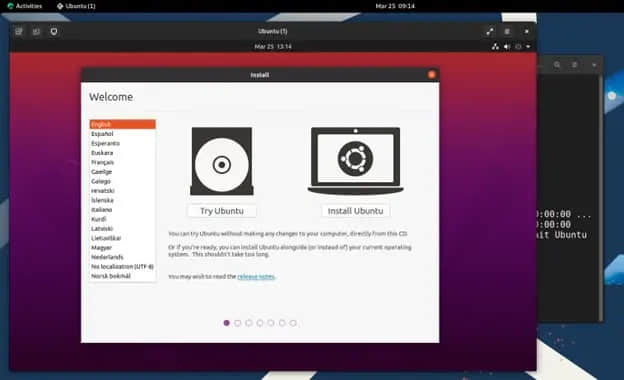 Activities
Ubuntu (1)
Mar 25 09:14
Ubuntu (1)
Mar 25 13:14
Install
Welcome
English
Español
Esperanto
Euskara
Français
Gaeilge
Galego
Hrvatski
Íslenska
Italiano
Kurdî
Latviski
Lietuviškai
Magyar
Nederlands
No localization (UTF-8)
Norsk bokmål
Try Ubuntu
Install Ubuntu
You can try Ubuntu without making any changes to your computer, directly from this CD.
Or if you're ready, you can install Ubuntu alongside (or instead of) your current operating
system. This shouldn't take too long.
You may wish to read the release notes.
0:00:00 ...
0:00:00
Ubuntu